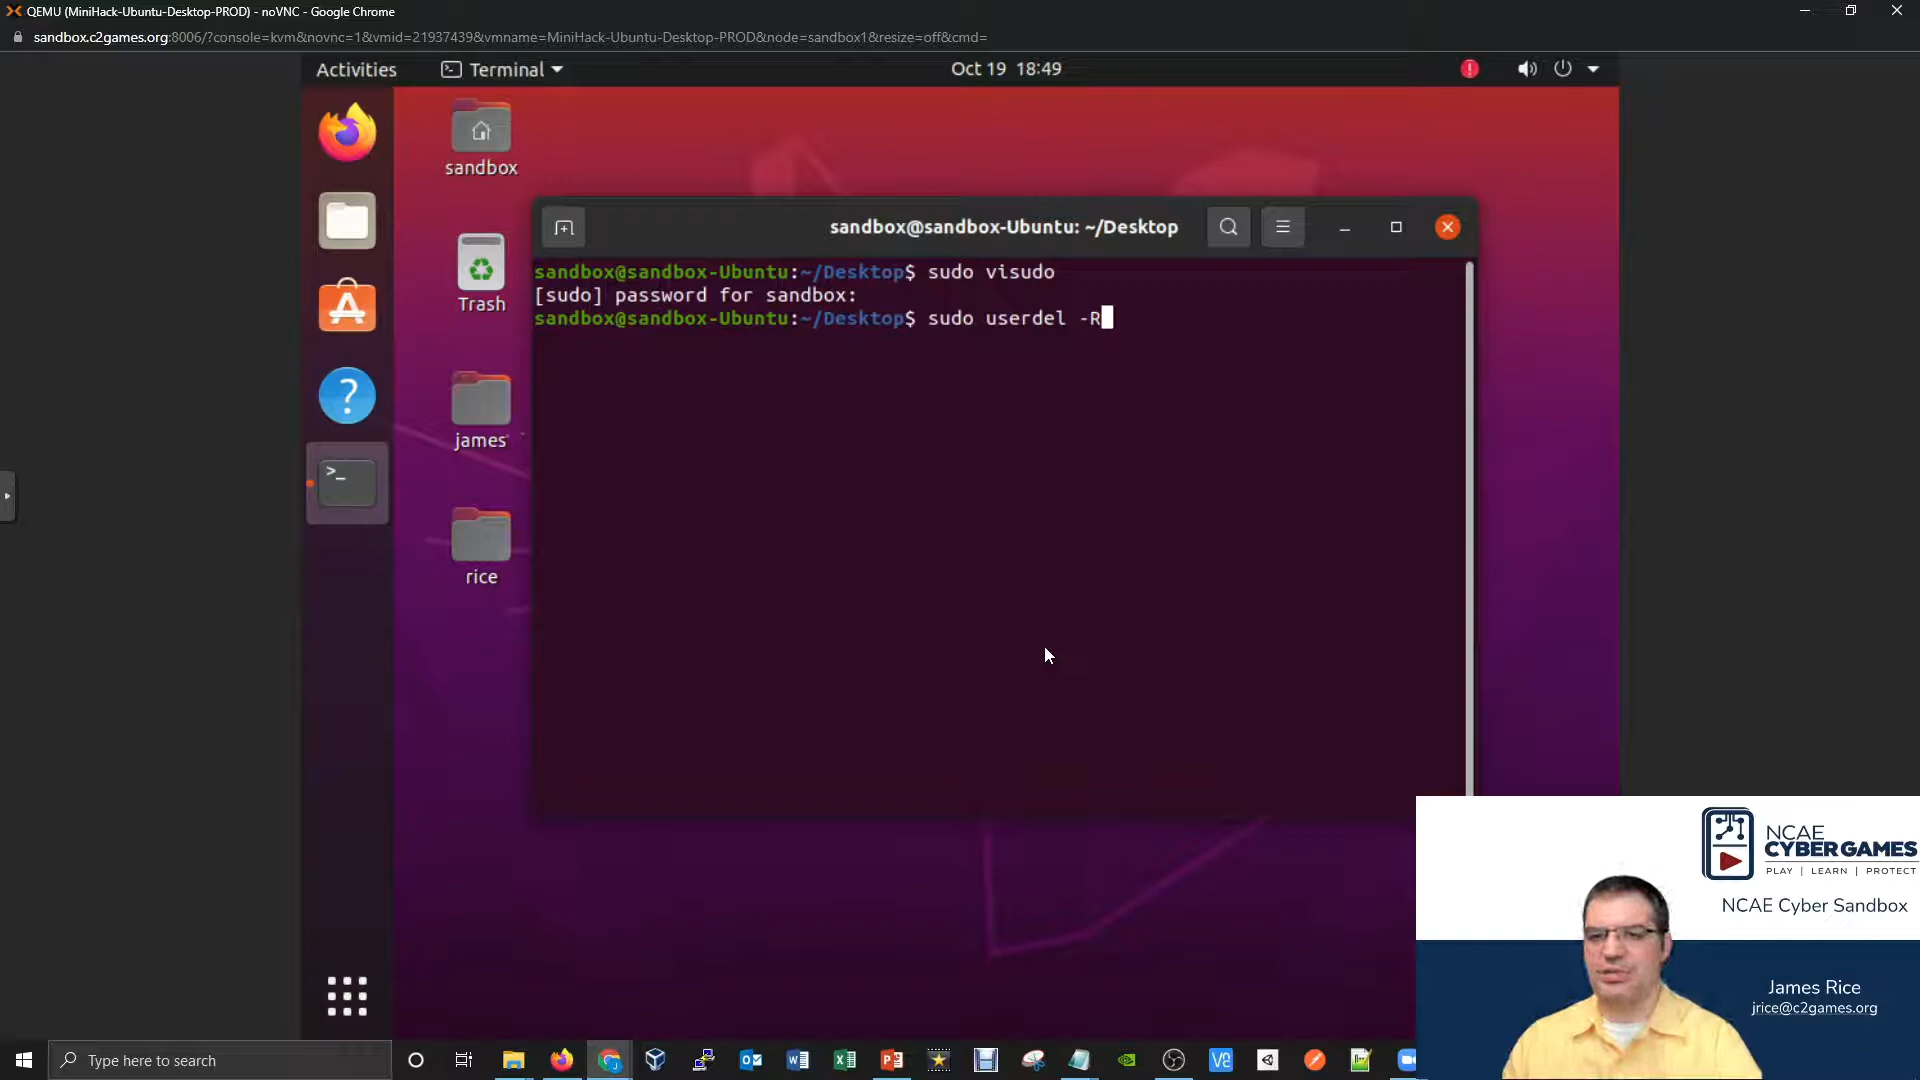 QEMU (MiniHack-Ubuntu-Desktop-PROD) - noVNC - Google Chrome
sandbox.c2games.org:8006/?console=kvm&novnc=1&vmid=21937439&vmname=MiniHack-Ubuntu-Desktop-PROD&node=sandbox1&resize=off&cmd=
Activities
Terminal
Oct 19 18:49
sandbox
Trash
james
rice
sandbox@sandbox-Ubuntu: ~/Desktop
sandbox@sandbox-Ubuntu:~/Desktop$ sudo visudo
[sudo] password for sandbox:
sandbox@sandbox-Ubuntu:~/Desktop$ sudo userdel -R
NCAE
CYBERGAMES
PLAY | LEARN | PROTECT
NCAE Cyber Sandbox
James Rice
jrice@c2games.org
Type here to search